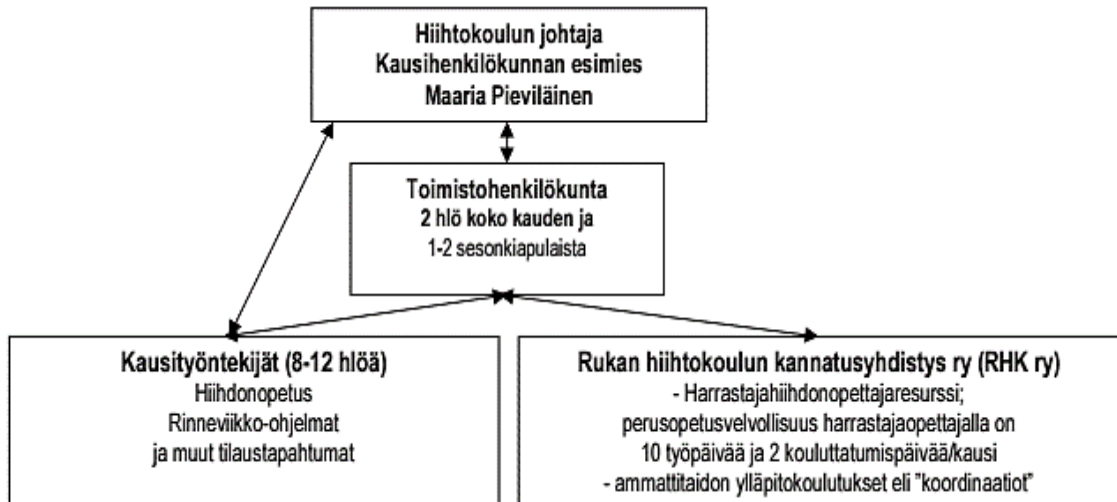 Hiihtokoulun johtaja
Kausihenkilökunnan esimies
Maaria Pieviläinen
Toimistohenkilökunta
2 hlö koko kauden ja
1-2 sesonkiapulaista
Kausityöntekijät (8-12 hlöä)
Hiihdonopetus
Rinneviikko-ohjelmat
ja muut tilaustapahtumat
Rukan hiihtokoulun kannatusyhdistys ry (RHK ry)
- Harrastajahiihdonopettajaresurssi;
perusopetusvelvollisuus harrastajaopettajalla on
10 työpäivää ja 2 kouluttatumispäivää/kausi
- ammattitaidon ylläpitokoulutukset eli "koordinaatiot"